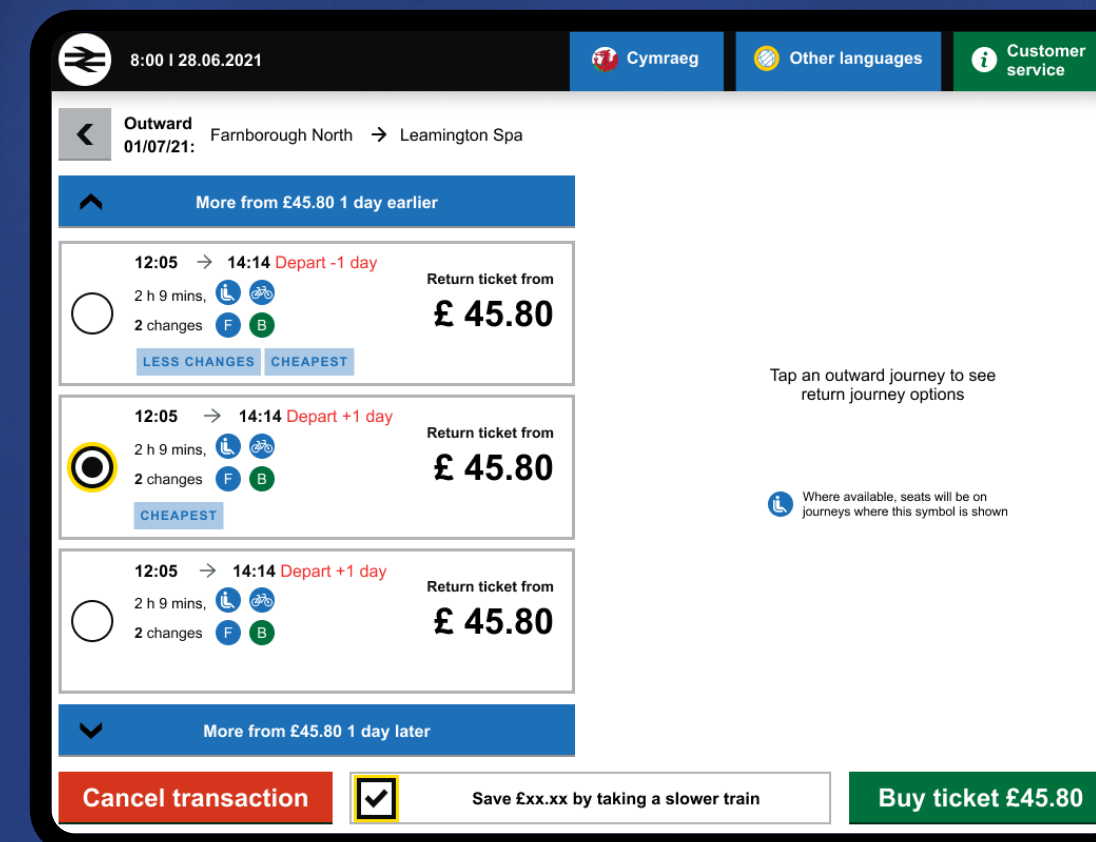 8:00 I 28.06.2021
Cymraeg
Other languages
i
Customer
service
Outward
01/07/21:
Farnborough North → Leamington Spa
More from £45.80 1 day earlier
12:05 → 14:14 Depart -1 day
2 h 9 mins,
2 changes F B
LESS CHANGES CHEAPEST
Return ticket from
£ 45.80
12:05 → 14:14 Depart +1 day
2 h 9 mins,
2 changes F B
CHEAPEST
Return ticket from
£ 45.80
12:05 → 14:14 Depart +1 day
2 h 9 mins,
2 changes F B
Return ticket from
£ 45.80
More from £45.80 1 day later
Tap an outward journey to see
return journey options
Where available, seats will be on
journeys where this symbol is shown
Cancel transaction
Save £xx.xx by taking a slower train
Buy ticket £45.80